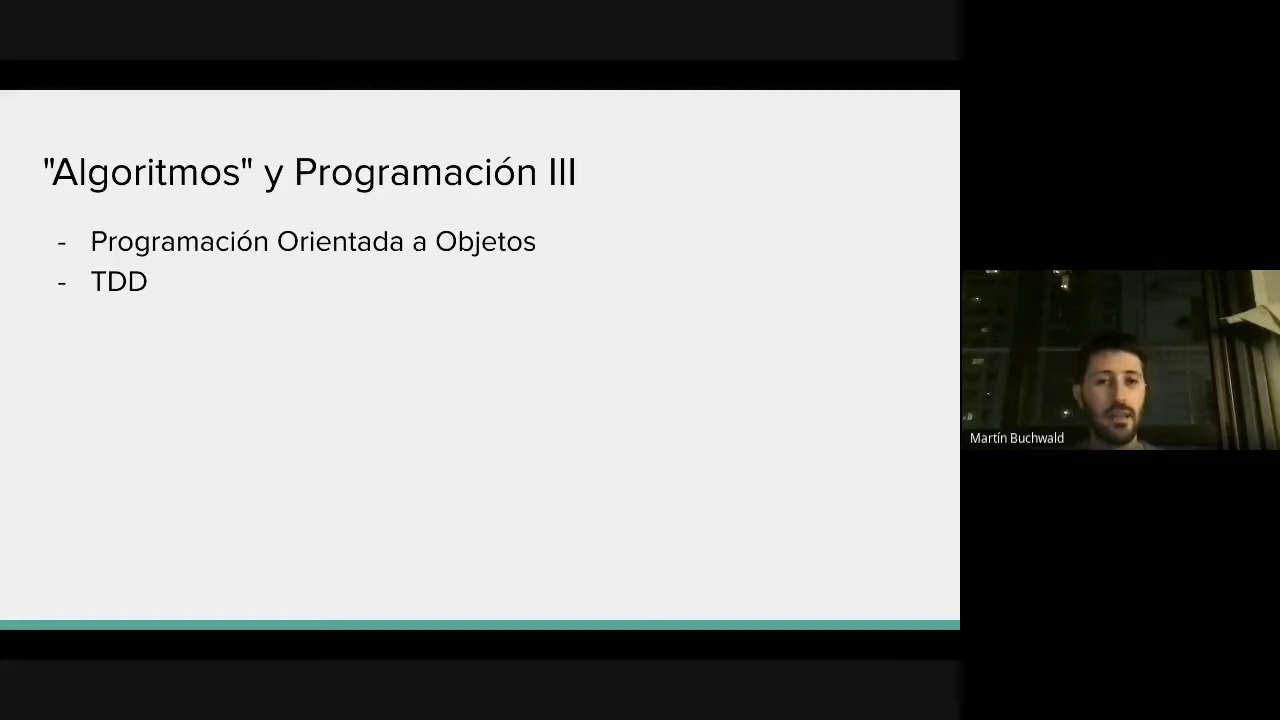 "Algoritmos" y Programación III
- Programación Orientada a Objetos
- TDD
Martín Buchwald